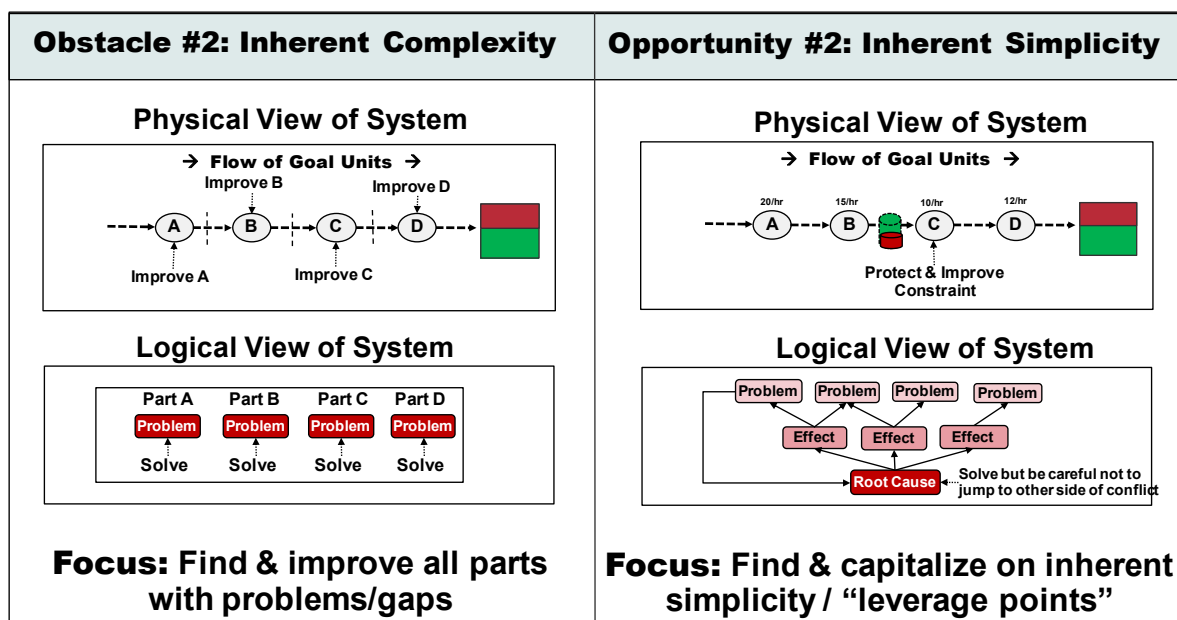 Obstacle #2: Inherent Complexity
Physical View of System
→ Flow of Goal Units →
Improve B
Improve D
A
B
C
D
Improve A
Improve C
Logical View of System
Part A
Part B
Part C
Part D
Problem
Problem
Problem
Problem
Solve
Solve
Solve
Solve
Focus: Find & improve all parts
with problems/gaps
Opportunity #2: Inherent Simplicity
Physical View of System
→ Flow of Goal Units →
20/hr
15/hr
10/hr
12/hr
A
B
C
D
Protect & Improve
Constraint
Logical View of System
Problem
Problem
Problem
Problem
Effect
Effect
Effect
Root Cause
Solve but be careful not to
jump to other side of conflict
Focus: Find & capitalize on inherent
simplicity / “leverage points”